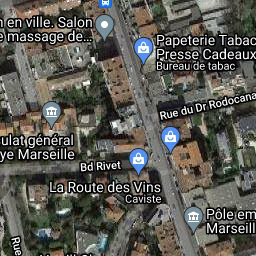 n en ville. Salon
e massage de...
Papeterie Tabac
Presse Cadeaux
Bureau de tabac
Rue du Dr Rodocana
ulat général
ye Marseille
Bd Rivet
La Route des Vins
Caviste
Pôle em
Marseill
Rue